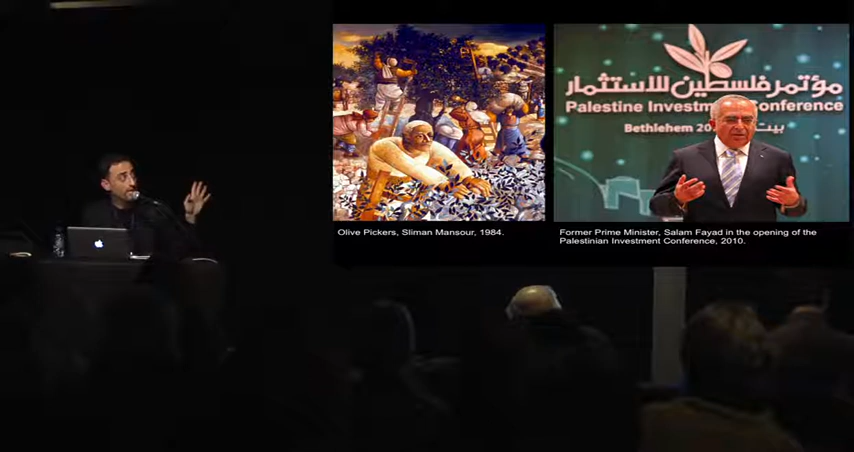 مؤتمر فلسطين للاستثمار
Palestine Investment Conference
Bethlehem
Olive Pickers, Sliman Mansour, 1984.
Former Prime Minister, Salam Fayad in the opening of the
Palestinian Investment Conference, 2010.